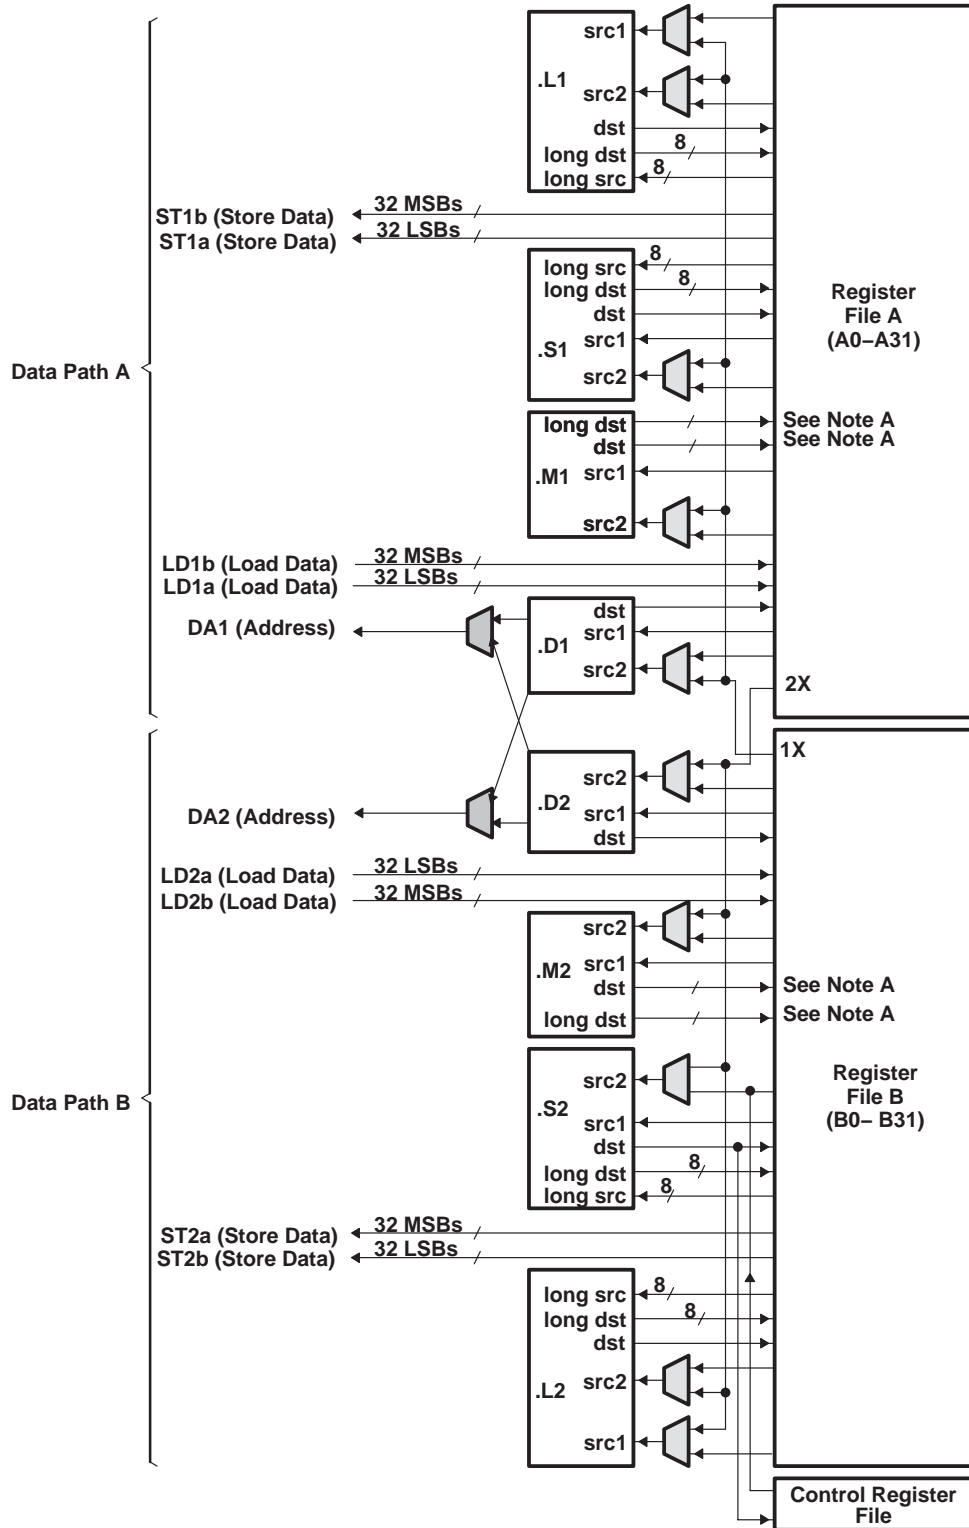 src1
.L1
src2
dst
long dst
8
long src
8
32 MSBs
ST1b (Store Data)
32 LSBs
ST1a (Store Data)
long src
8
long dst
8
dst
src1
.S1
src2
Register
File A
(A0–A31)
Data Path A
long dst
See Note A
dst
See Note A
.M1
src1
src2
32 MSBs
LD1b (Load Data)
32 LSBs
LD1a (Load Data)
dst
DA1 (Address)
src1
.D1
src2
2X
1X
src2
.D2
src1
DA2 (Address)
dst
32 LSBs
LD2a (Load Data)
32 MSBs
LD2b (Load Data)
src2
src1
.M2
dst
See Note A
long dst
See Note A
src2
.S2
src1
dst
long dst
8
long src
8
Register
File B
(B0– B31)
Data Path B
32 MSBs
ST2a (Store Data)
32 LSBs
ST2b (Store Data)
long src
8
long dst
8
dst
src2
.L2
src1
Control Register
File